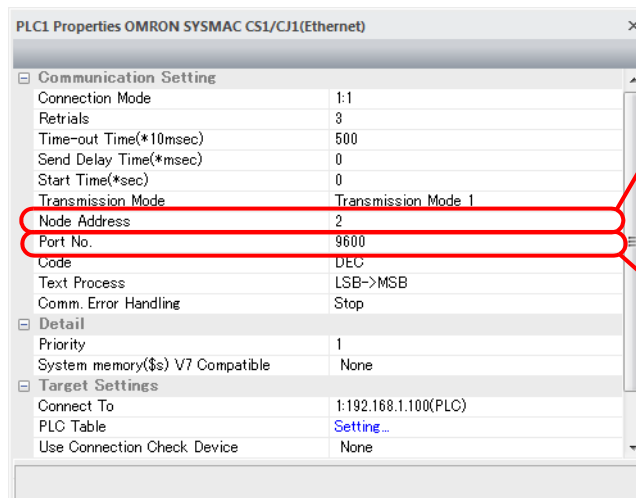 PLC1 Properties OMRON SYSMAC CS1/CJ1(Ethernet)
Communication Setting
Connection Mode 1:1
Retrials 3
Time-out Time(*10msec) 500
Send Delay Time(*msec) 0
Start Time(*sec) 0
Transmission Mode Transmission Mode 1
Node Address 2
Port No. 9600
Code DEC
Text Process LSB->MSB
Comm. Error Handling Stop
Detail
Priority 1
System memory($s) V7 Compatible None
Target Settings
Connect To 1:192.168.1.100(PLC)
PLC Table Setting...
Use Connection Check Device None